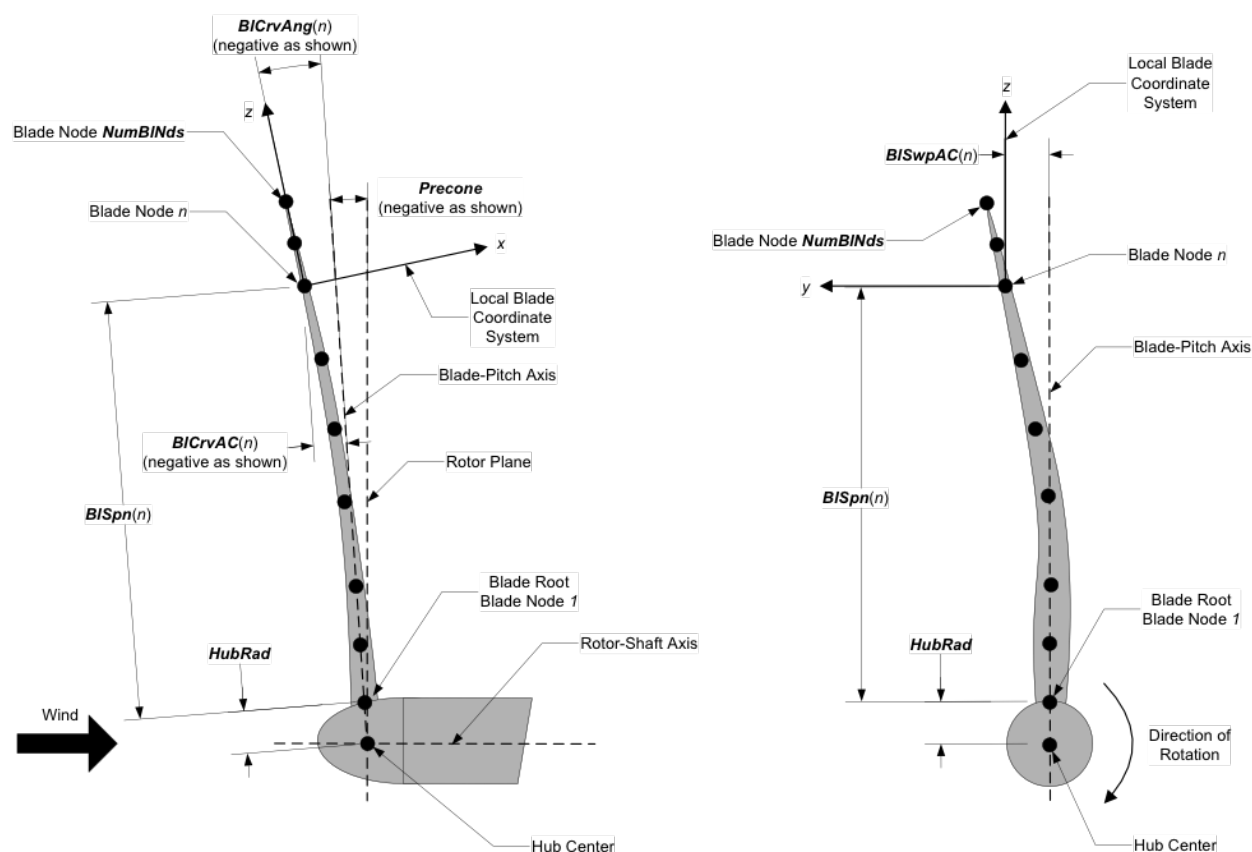 BlCrvAng(n)
(negative as shown)
z
Blade Node NumBlNds
Blade Node n
Precone
(negative as shown)
x
Local Blade
Coordinate
System
Blade-Pitch Axis
BlCrvAC(n)
(negative as shown)
Rotor Plane
BlSpn(n)
Blade Root
Blade Node 1
HubRad
Rotor-Shaft Axis
Wind
Hub Center
Local Blade
Coordinate
System
z
BlSwpAC(n)
Blade Node NumBlNds
Blade Node n
y
Blade-Pitch Axis
BlSpn(n)
Blade Root
Blade Node 1
HubRad
Direction of
Rotation
Hub Center